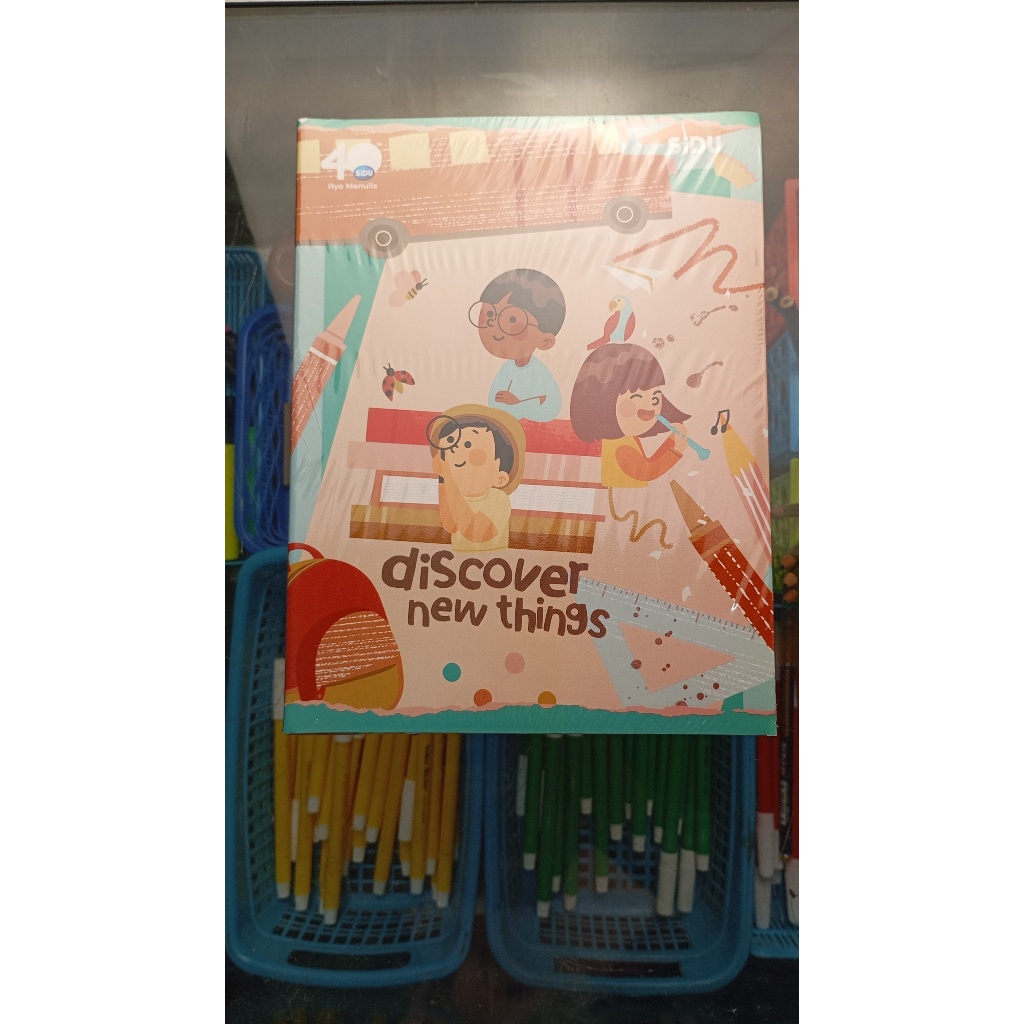 40
SiDU
Ayo Menulis
SiDU
discover
new things